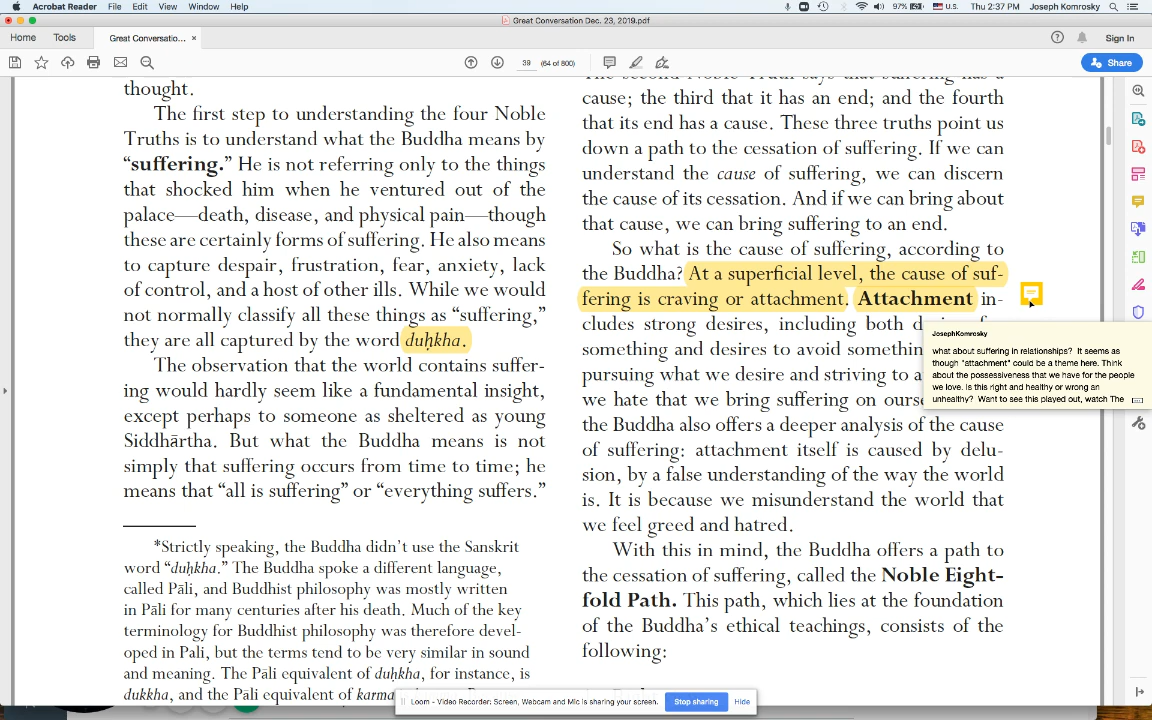 Acrobat Reader File Edit View Window Help 97% U.S. Thu 2:37 PM Joseph Komrosky
Great Conversation Dec. 23, 2019.pdf
Home Tools Great Conversatio... × Sign In
39 (64 of 800) Share
thought.
The first step to understanding the four Noble
Truths is to understand what the Buddha means by
“suffering.” He is not referring only to the things
that shocked him when he ventured out of the
palace—death, disease, and physical pain—though
these are certainly forms of suffering. He also means
to capture despair, frustration, fear, anxiety, lack
of control, and a host of other ills. While we would
not normally classify all these things as “suffering,”
they are all captured by the word duḥkha.
The observation that the world contains suffer-
ing would hardly seem like a fundamental insight,
except perhaps to someone as sheltered as young
Siddhārtha. But what the Buddha means is not
simply that suffering occurs from time to time; he
means that “all is suffering” or “everything suffers.”
*Strictly speaking, the Buddha didn’t use the Sanskrit
word “duḥkha.” The Buddha spoke a different language,
called Pāli, and Buddhist philosophy was mostly written
in Pāli for many centuries after his death. Much of the key
terminology for Buddhist philosophy was therefore devel-
oped in Pali, but the terms tend to be very similar in sound
and meaning. The Pāli equivalent of duḥkha, for instance, is
dukkha, and the Pāli equivalent of karma
The second Noble Truth says that suffering has a
cause; the third that it has an end; and the fourth
that its end has a cause. These three truths point us
down a path to the cessation of suffering. If we can
understand the cause of suffering, we can discern
the cause of its cessation. And if we can bring about
that cause, we can bring suffering to an end.
So what is the cause of suffering, according to
the Buddha? At a superficial level, the cause of suf-
fering is craving or attachment. Attachment in-
cludes strong desires, including both
something and desires to avoid
pursuing what we desire and striving to
we hate that we bring suffering on
the Buddha also offers a deeper analysis of the cause
of suffering: attachment itself is caused by delu-
sion, by a false understanding of the way the world
is. It is because we misunderstand the world that
we feel greed and hatred.
With this in mind, the Buddha offers a path to
the cessation of suffering, called the Noble Eight-
fold Path. This path, which lies at the foundation
of the Buddha’s ethical teachings, consists of the
following:
JosephKomrosky
what about suffering in relationships? It seems as
though "attachment" could be a theme here. Think
about the possessiveness that we have for the people
we love. Is this right and healthy or wrong an
unhealthy? Want to see this played out, watch The
Loom - Video Recorder: Screen, Webcam and Mic is sharing your screen. Stop sharing Hide